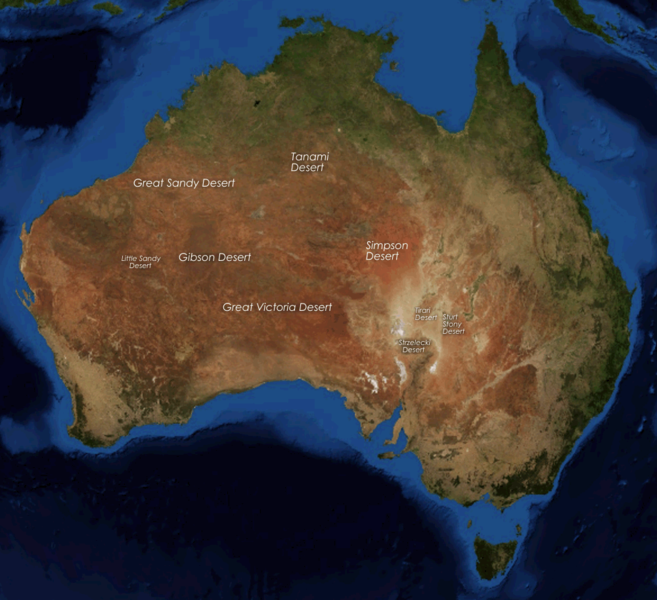 Tanami
Desert
Great Sandy Desert
Simpson
Desert
Little Sandy
Desert
Gibson Desert
Great Victoria Desert
Tirari
Desert
Sturt
Stony
Desert
Strzelecki
Desert